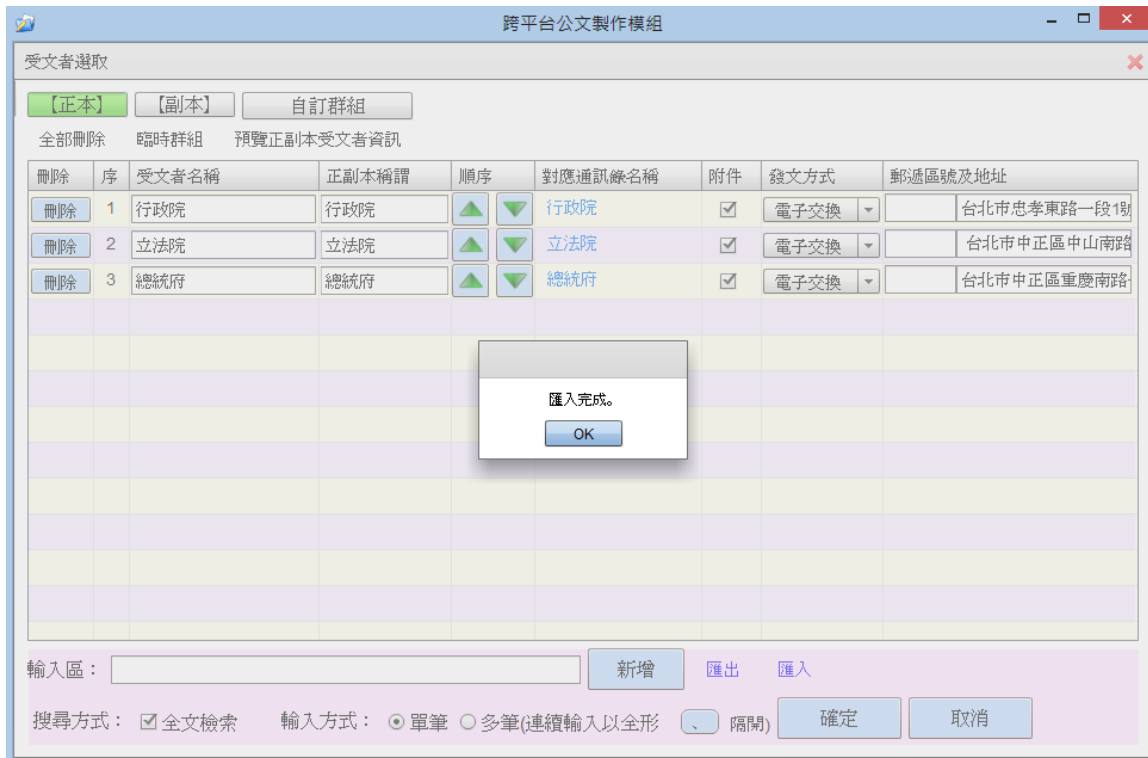 跨平台公文製作模組
受文者選取
【正本】 【副本】 自訂群組
全部刪除 臨時群組 預覽正副本受文者資訊
刪除 序 受文者名稱 正副本稱謂 順序 對應通訊錄名稱 附件 發文方式 郵遞區號及地址
刪除 1 行政院 行政院 行政院 電子交換 台北市忠孝東路一段1號
刪除 2 立法院 立法院 立法院 電子交換 台北市中正區中山南路
刪除 3 總統府 總統府 總統府 電子交換 台北市中正區重慶南路
匯入完成。
OK
輸入區： 新增 匯出 匯入
搜尋方式： 全文檢索 輸入方式： 單筆 多筆(連續輸入以全形 、 隔開) 確定 取消